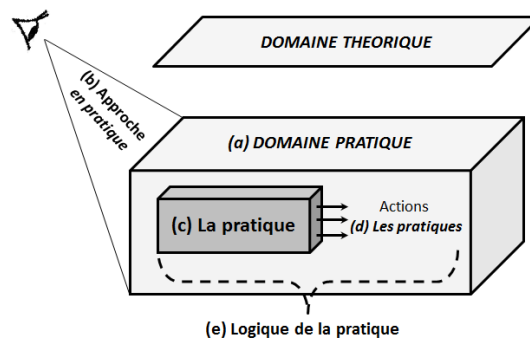 DOMAINE THEORIQUE
(b) Approche
en pratique
(a) DOMAINE PRATIQUE
(c) La pratique
Actions
(d) Les pratiques
(e) Logique de la pratique